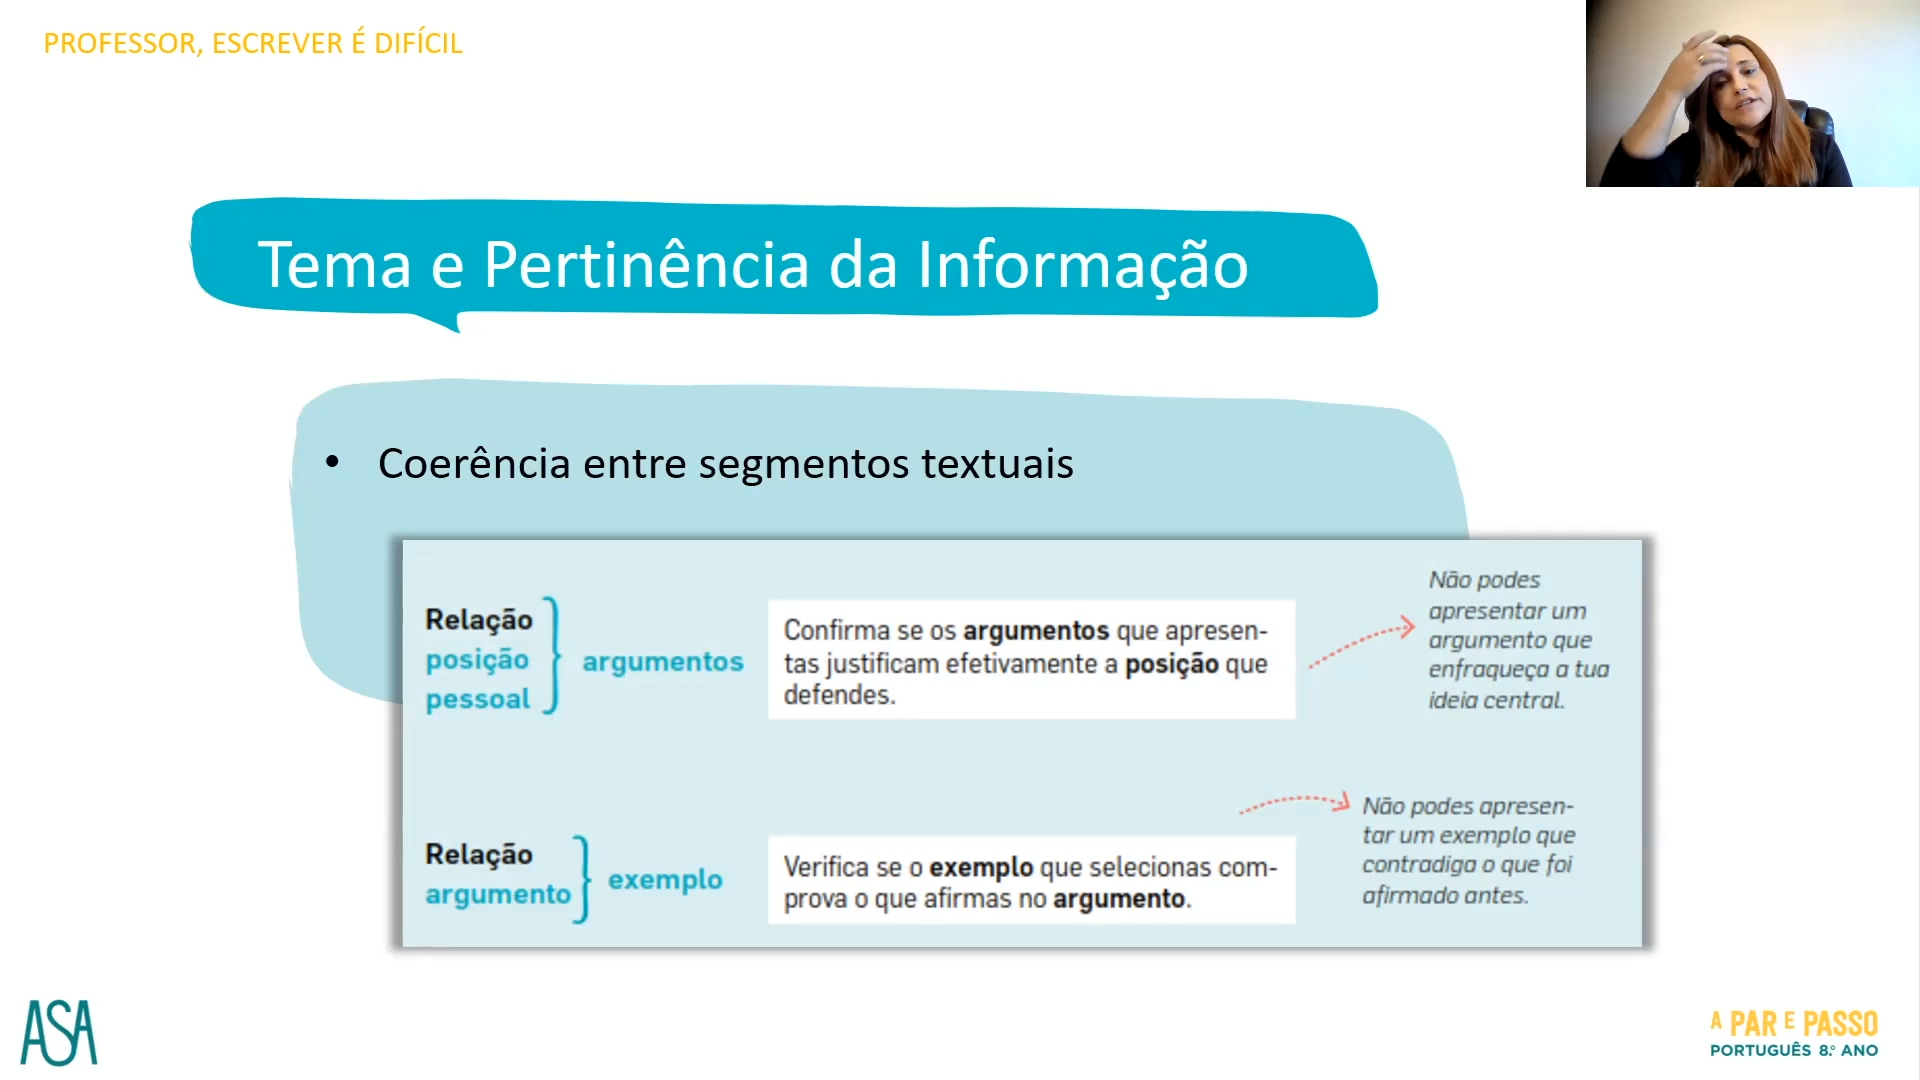 PROFESSOR, ESCREVER É DIFÍCIL
Tema e Pertinência da Informação
• Coerência entre segmentos textuais
Relação
posição
pessoal
argumentos
Confirma se os argumentos que apresen-
tas justificam efetivamente a posição que
defendes.
Não podes
apresentar um
argumento que
enfraqueça a tua
ideia central.
Relação
argumento
exemplo
Verifica se o exemplo que selecionas com-
prova o que afirmas no argumento.
Não podes apresen-
tar um exemplo que
contradiga o que foi
afirmado antes.
ASA
A PAR E PASSO
PORTUGUÊS 8.º ANO